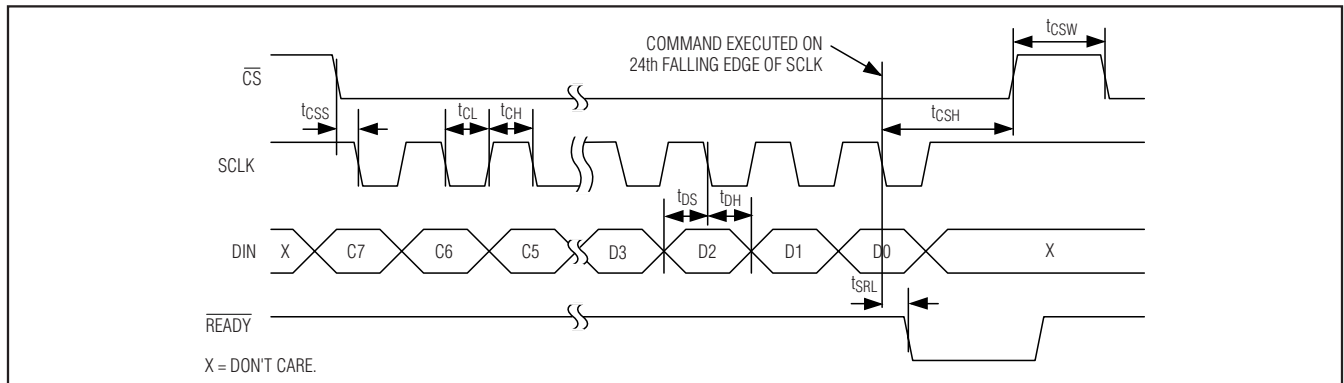 COMMAND EXECUTED ON
24th FALLING EDGE OF SCLK
tCSW
CS
tCSS
tCL
tCH
tCSH
SCLK
tDS
tDH
DIN
X
C7
C6
C5
D3
D2
D1
D0
X
tSRL
READY
X = DON'T CARE.